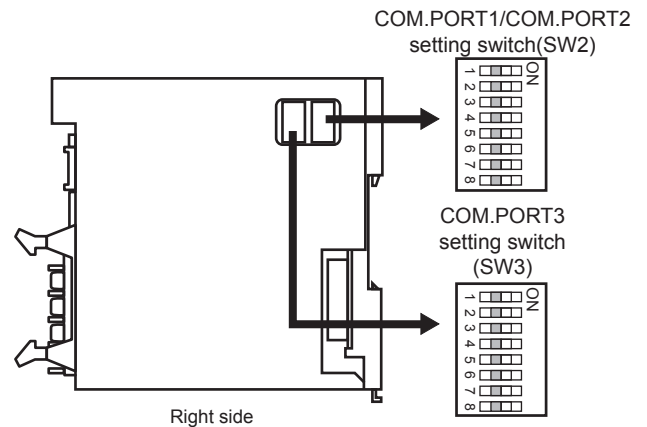 COM.PORT1/COM.PORT2
setting switch(SW2)
ON
1
2
3
4
5
6
7
8
COM.PORT3
setting switch
(SW3)
ON
1
2
3
4
5
6
7
8
Right side